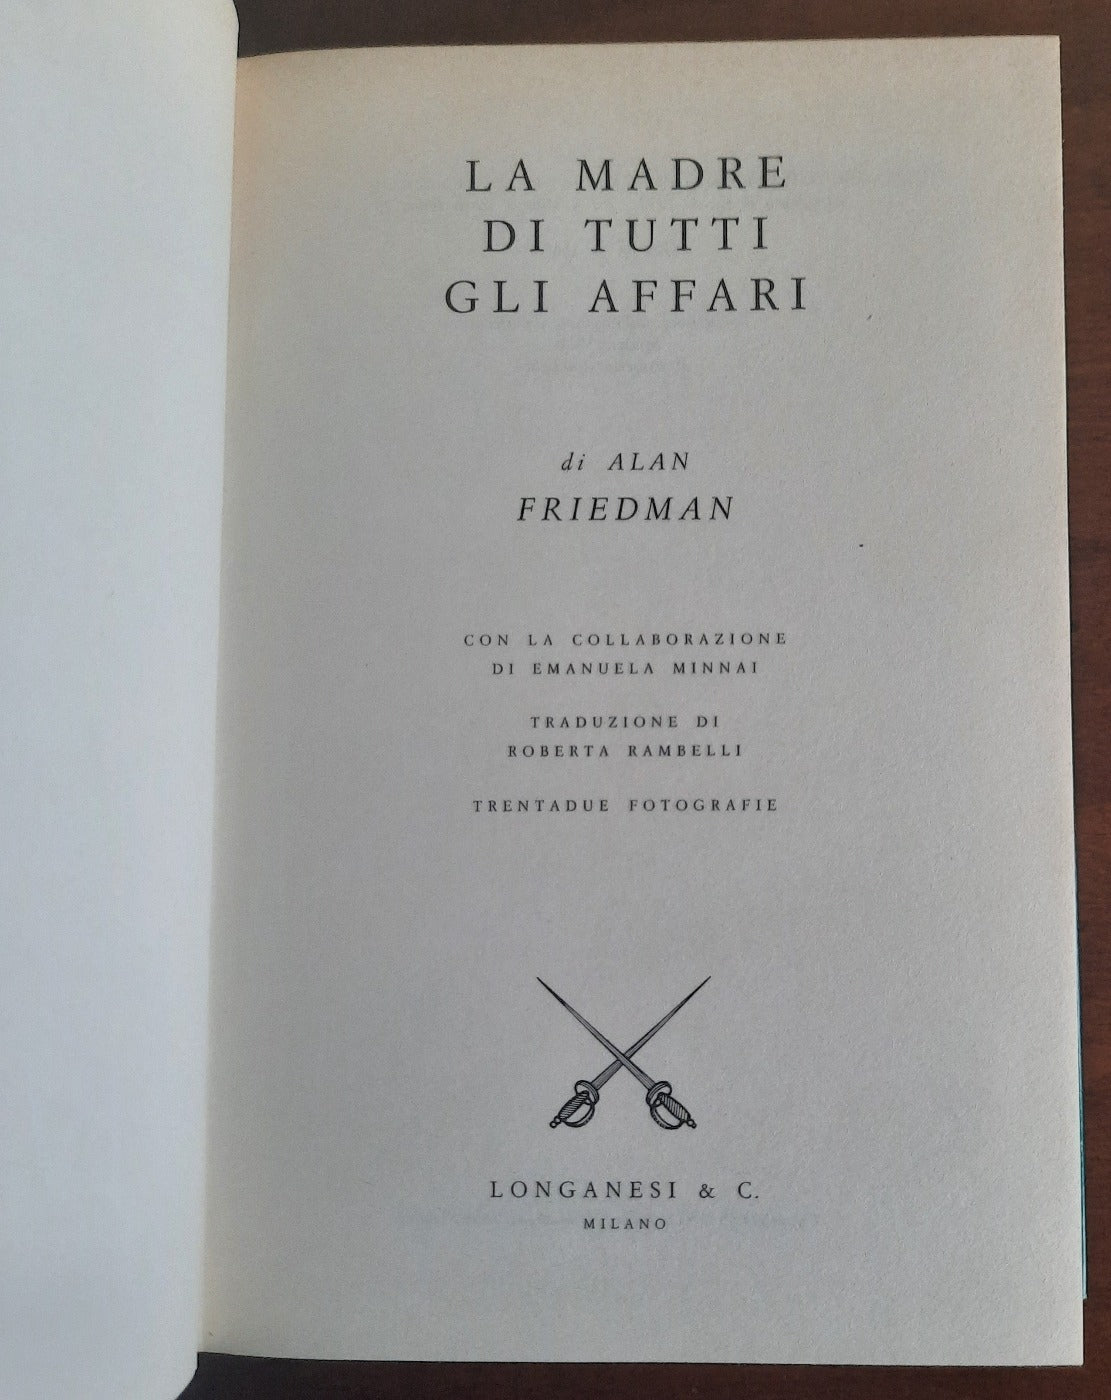 LA MADRE
DI TUTTI
GLI AFFARI
di ALAN
FRIEDMAN
CON LA COLLABORAZIONE
DI EMANUELA MINNAI
TRADUZIONE DI
ROBERTA RAMBELLI
TRENTADUE FOTOGRAFIE
LONGANESI & C.
MILANO